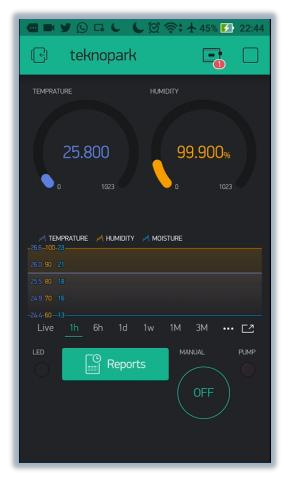 45% 22:44
teknopark
1
TEMPRATURE HUMIDITY
25.800 99.900%
0 1023 0 1023
TEMPRATURE HUMIDITY MOISTURE
26.6 100 23
26.0 90 21
25.5 80 18
24.9 70 16
24.4 60 13
Live 1h 6h 1d 1w 1M 3M
LED MANUAL PUMP
Reports
OFF